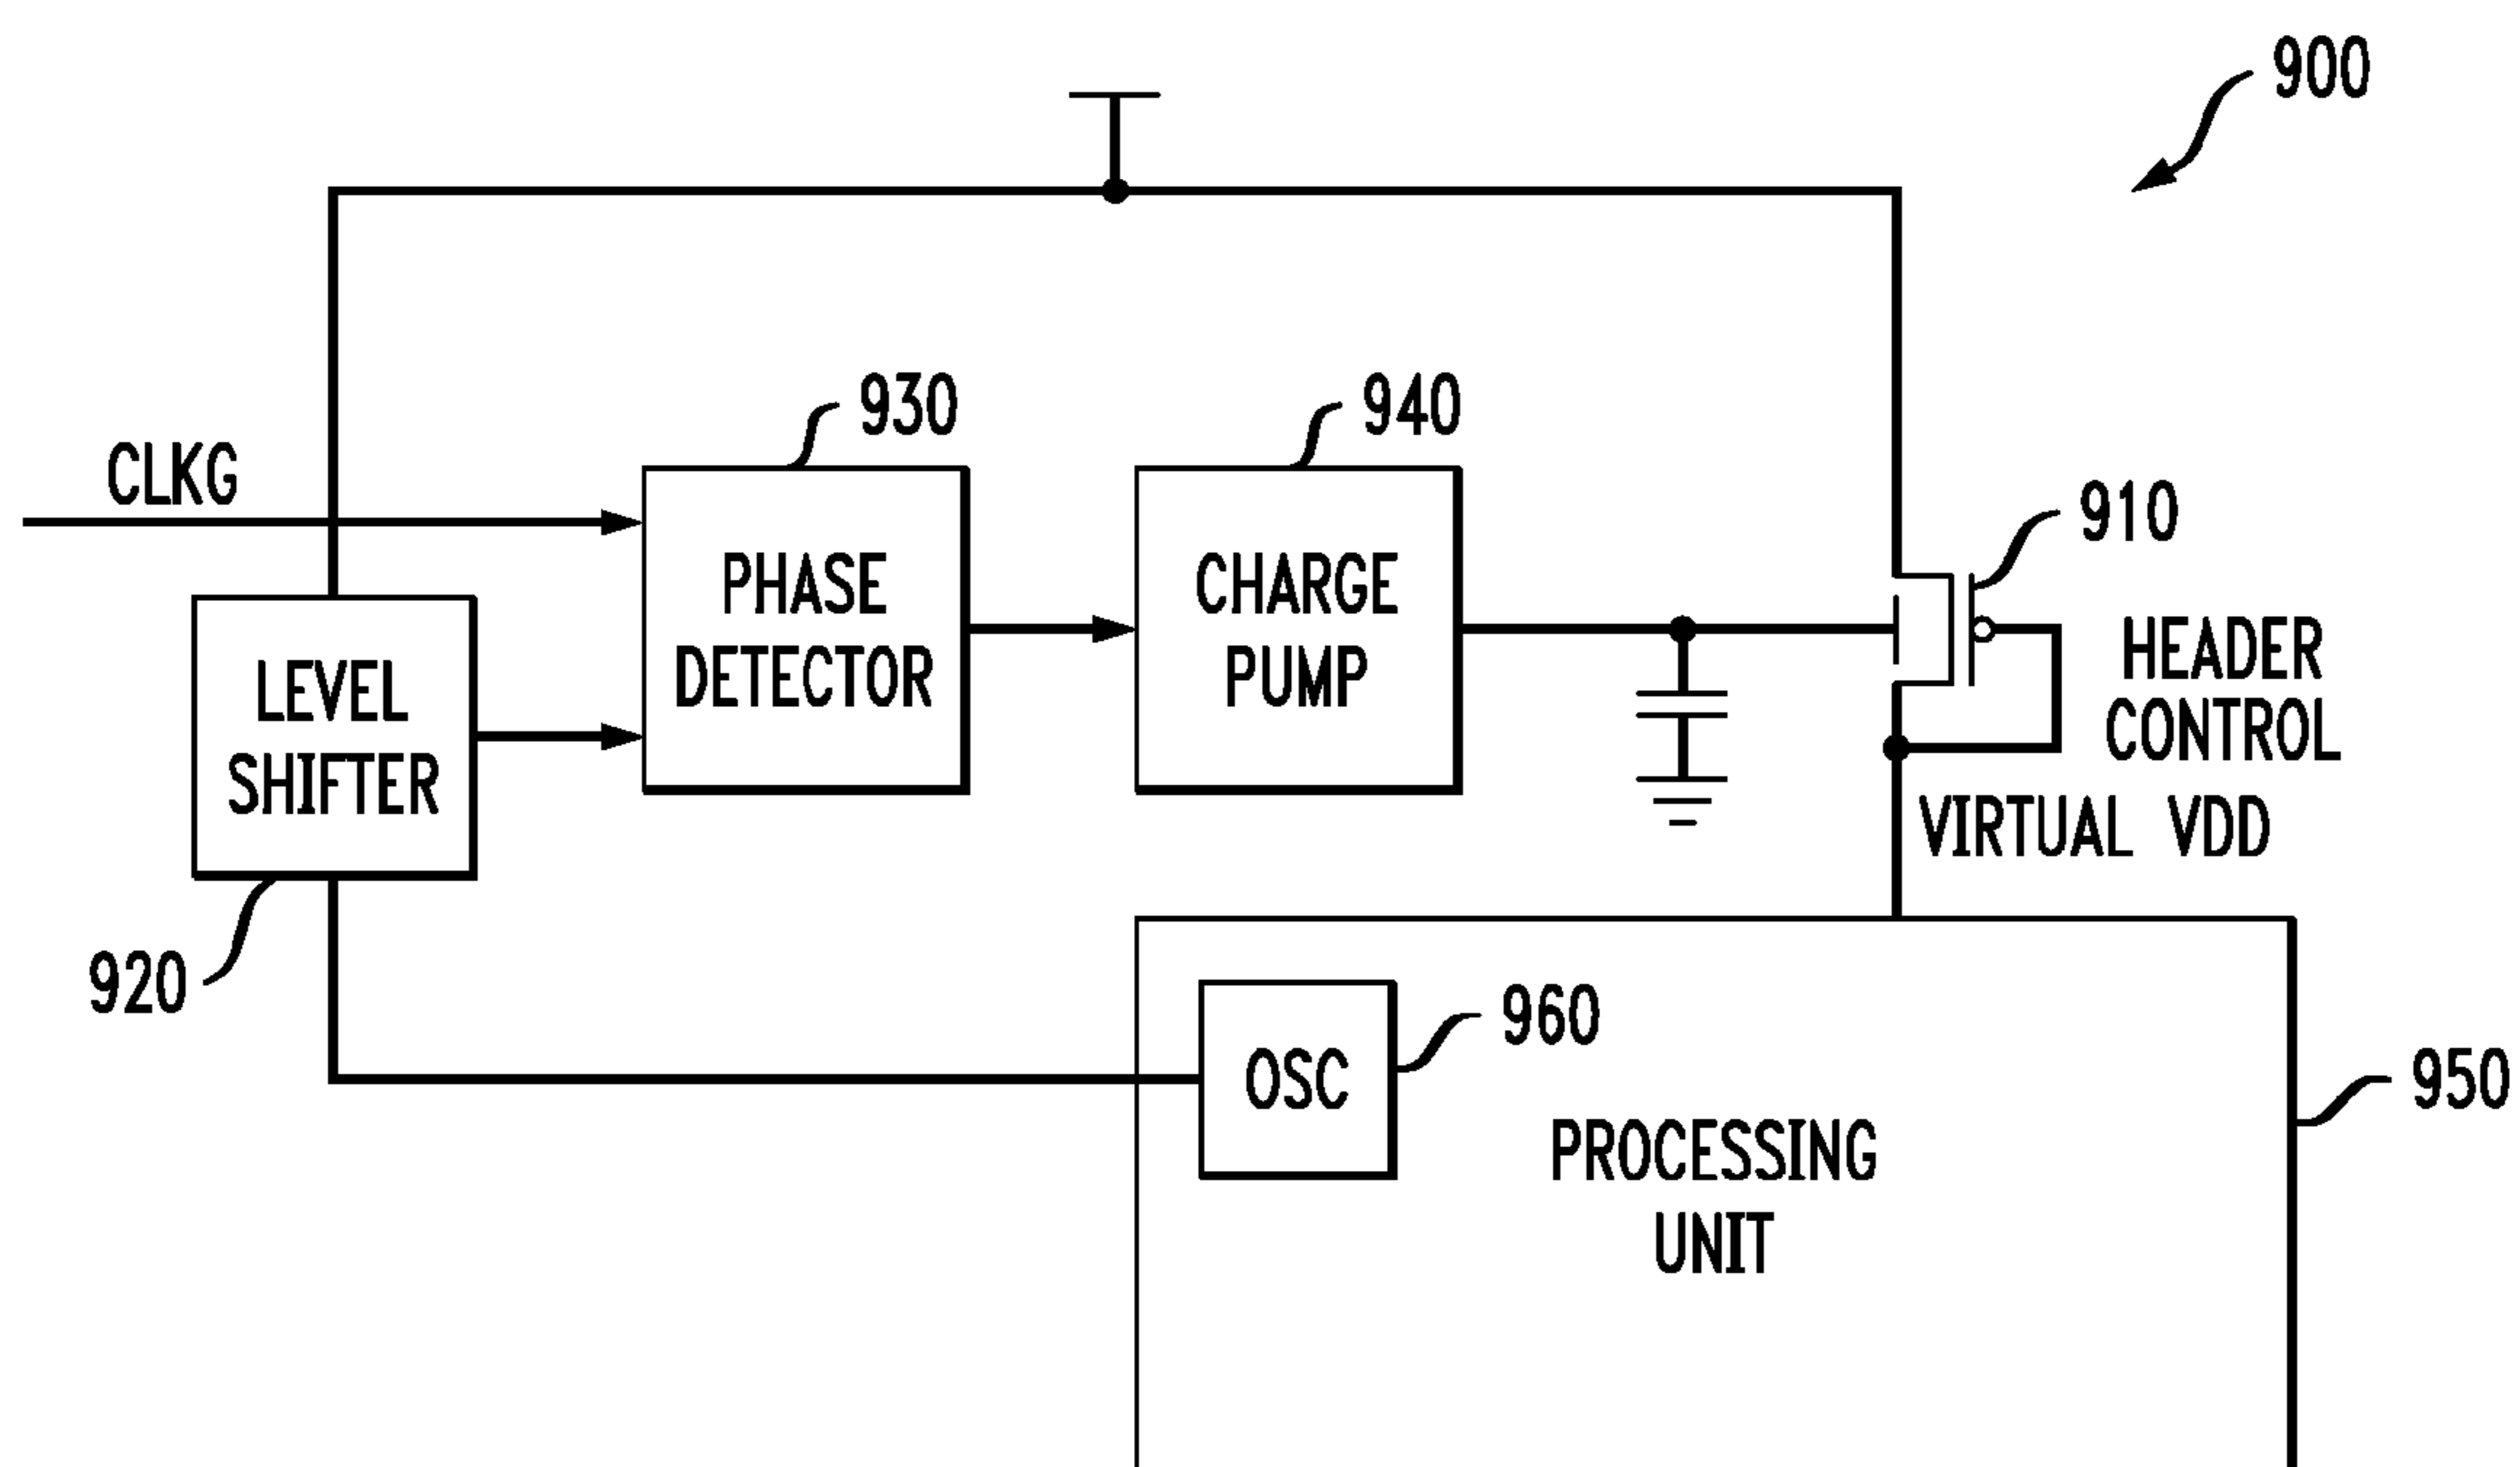 900
930
940
CLKG
910
PHASE
DETECTOR
CHARGE
PUMP
HEADER
CONTROL
LEVEL
SHIFTER
VIRTUAL VDD
920
960
OSC
950
PROCESSING
UNIT